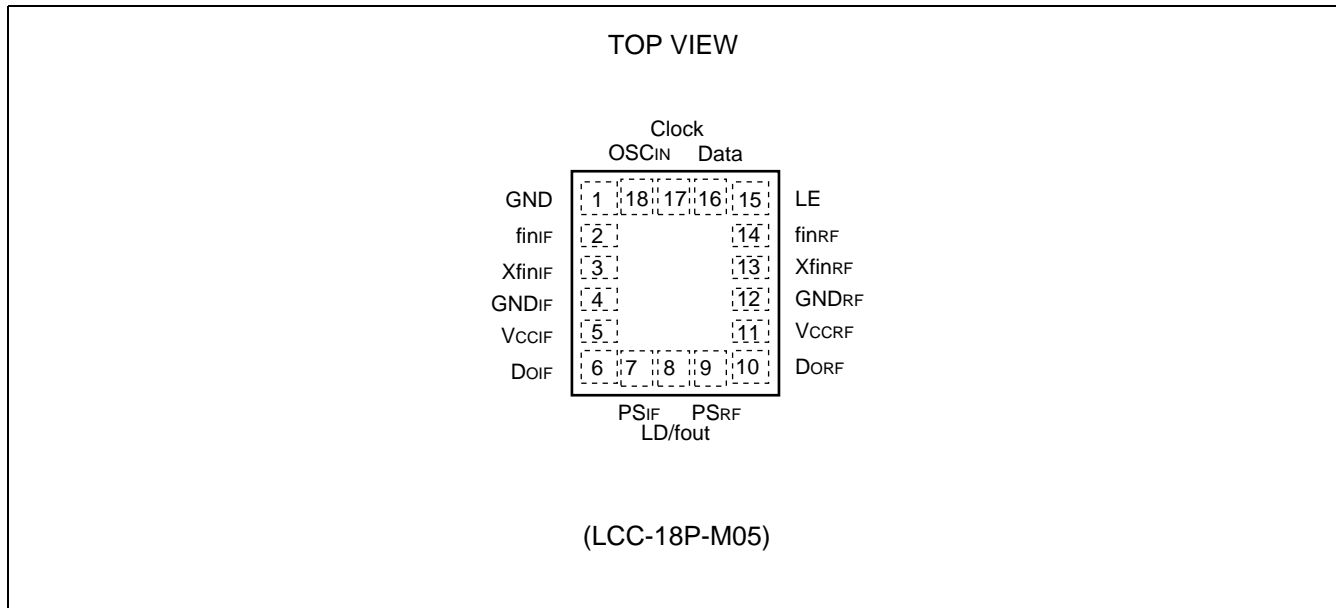 TOP VIEW
Clock
OSCIN Data
GND 1 18 17 16 15 LE
finIF 2 14 finRF
XfinIF 3 13 XfinRF
GNDIF 4 12 GNDRF
VCCIF 5 11 VCCRF
DOIF 6 7 8 9 10 DORF
PSIF PSRF
LD/fout
(LCC-18P-M05)